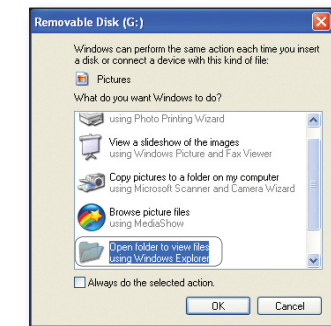 Removable Disk (G:)
Windows can perform the same action each time you insert
a disk or connect a device with this kind of file:
Pictures
What do you want Windows to do?
using Photo Printing Wizard
View a slideshow of the images
using Windows Picture and Fax Viewer
Copy pictures to a folder on my computer
using Microsoft Scanner and Camera Wizard
Browse picture files
using MediaShow
Open folder to view files
using Windows Explorer
Always do the selected action.
OK
Cancel